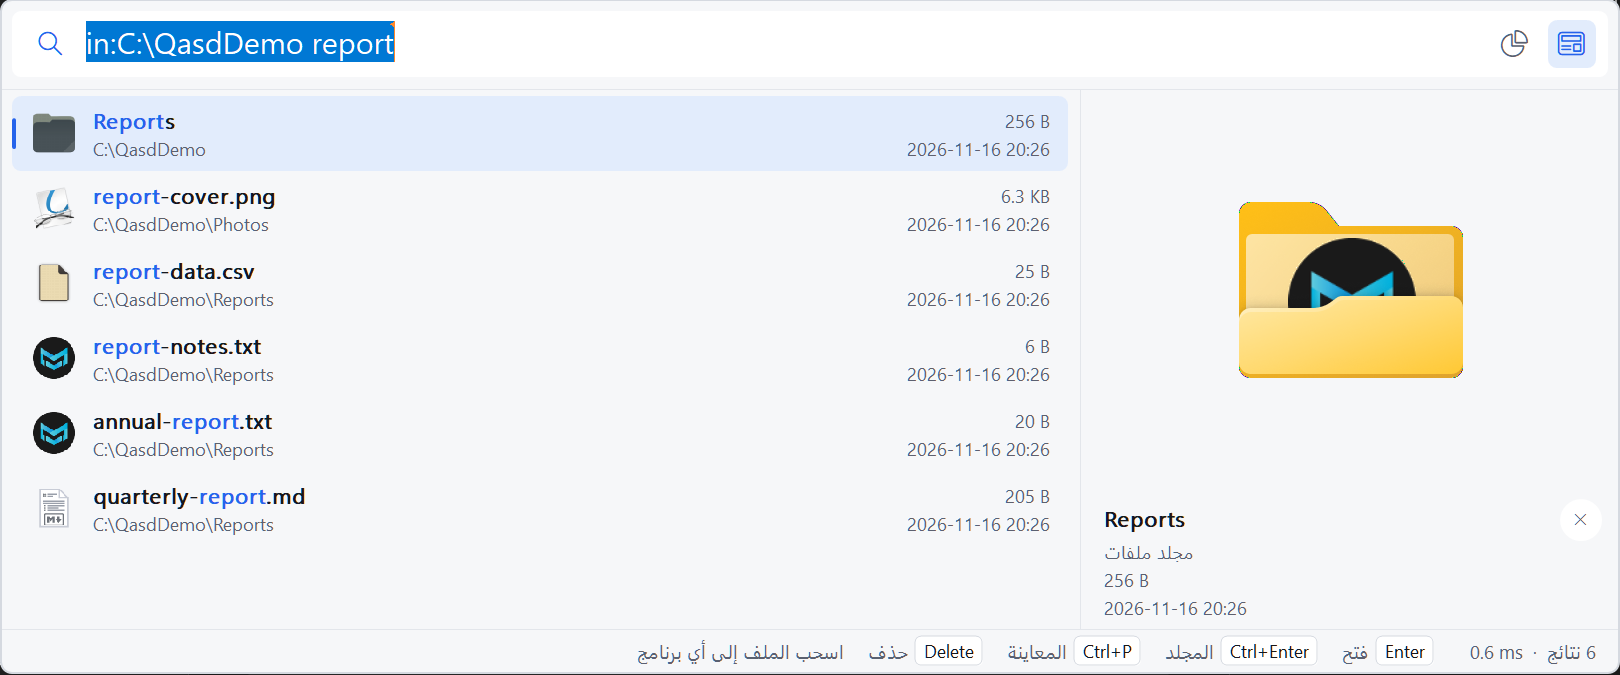 in:C:\QasdDemo report
Reports
256 B
C:\QasdDemo
2026-11-16 20:26
report-cover.png
6.3 KB
C:\QasdDemo\Photos
2026-11-16 20:26
report-data.csv
25 B
C:\QasdDemo\Reports
2026-11-16 20:26
report-notes.txt
6 B
C:\QasdDemo\Reports
2026-11-16 20:26
annual-report.txt
20 B
C:\QasdDemo\Reports
2026-11-16 20:26
quarterly-report.md
205 B
C:\QasdDemo\Reports
2026-11-16 20:26
Reports
مجلد ملفات
256 B
2026-11-16 20:26
6 نتائج · 0.6 ms
Enter فتح
Ctrl+Enter المجلد
Ctrl+P المعاينة
Delete حذف
اسحب الملف إلى أي برنامج